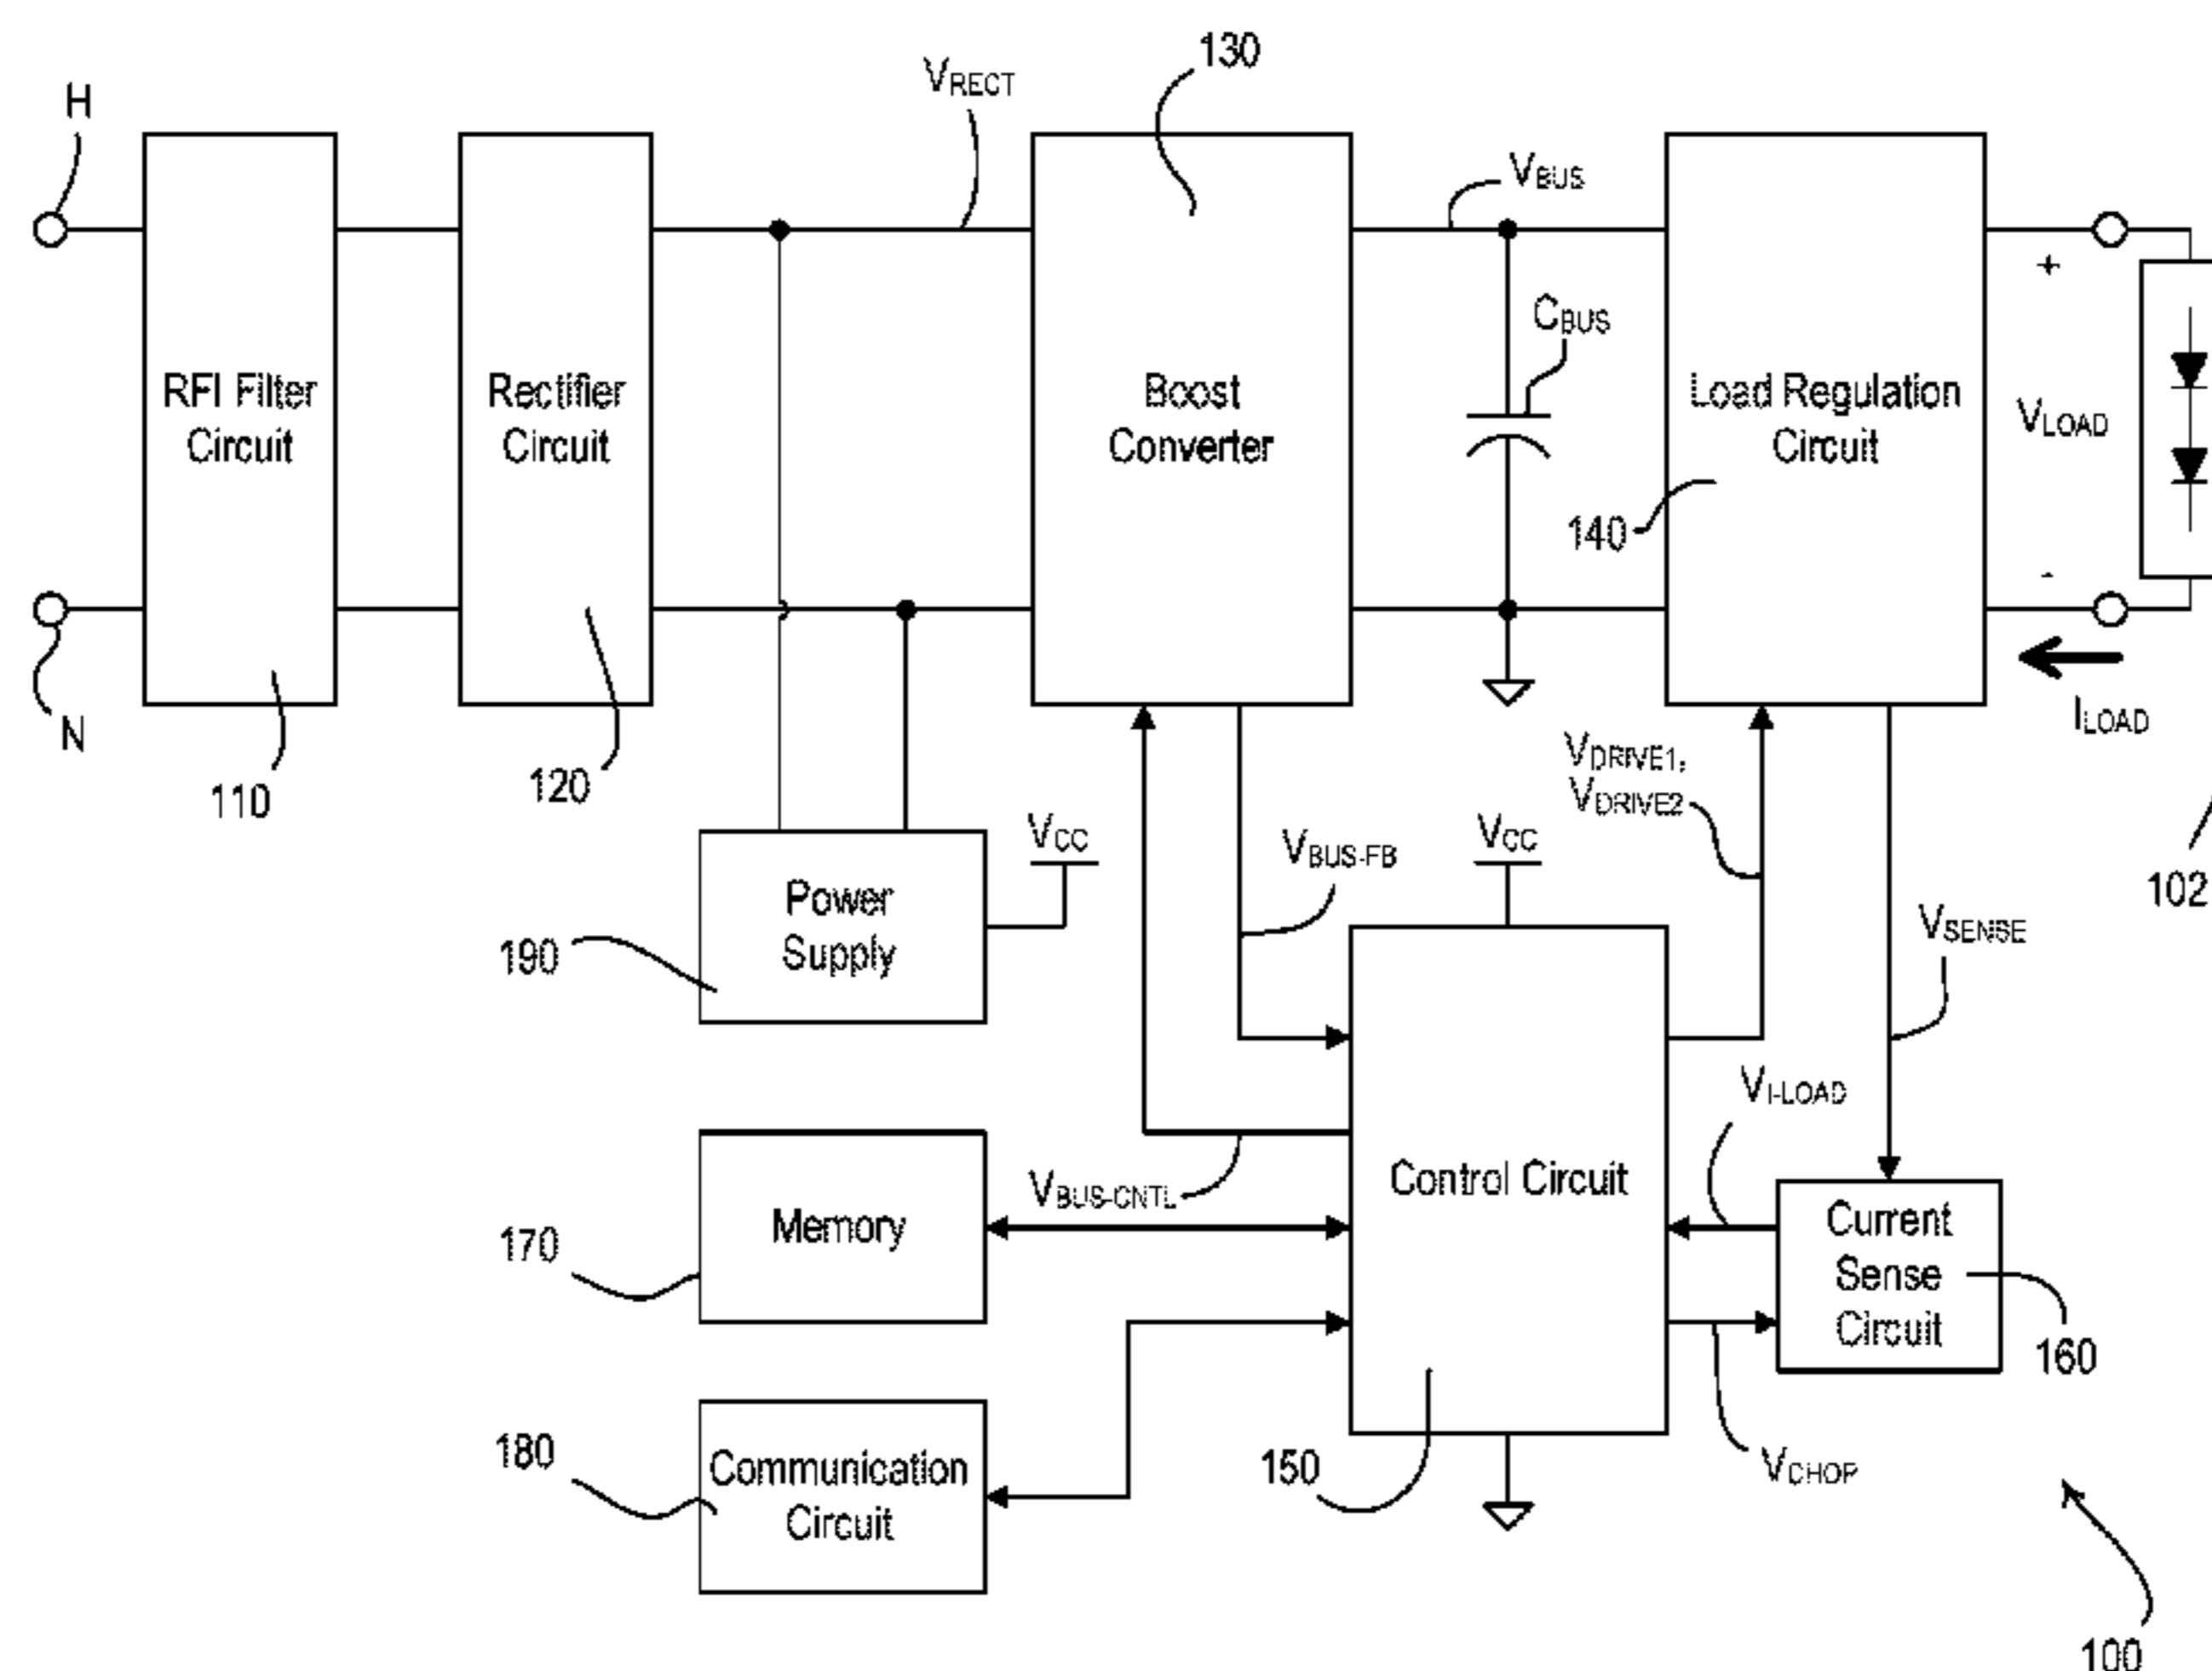 130
H
VRECT
VBUS
+
CBUS
RFI Filter
Circuit
Rectifier
Circuit
Boost
Converter
Load Regulation
Circuit
VLOAD
140
-
N
ILOAD
110
120
VDRIVE1,
VDRIVE2
VCC
VBUS-FB
VCC
102
Power
Supply
190
VSENSE
VI-LOAD
Control Circuit
VBUS-CNTL
Memory
170
Current
Sense
Circuit
160
180
Communication
Circuit
150
VCHOP
100